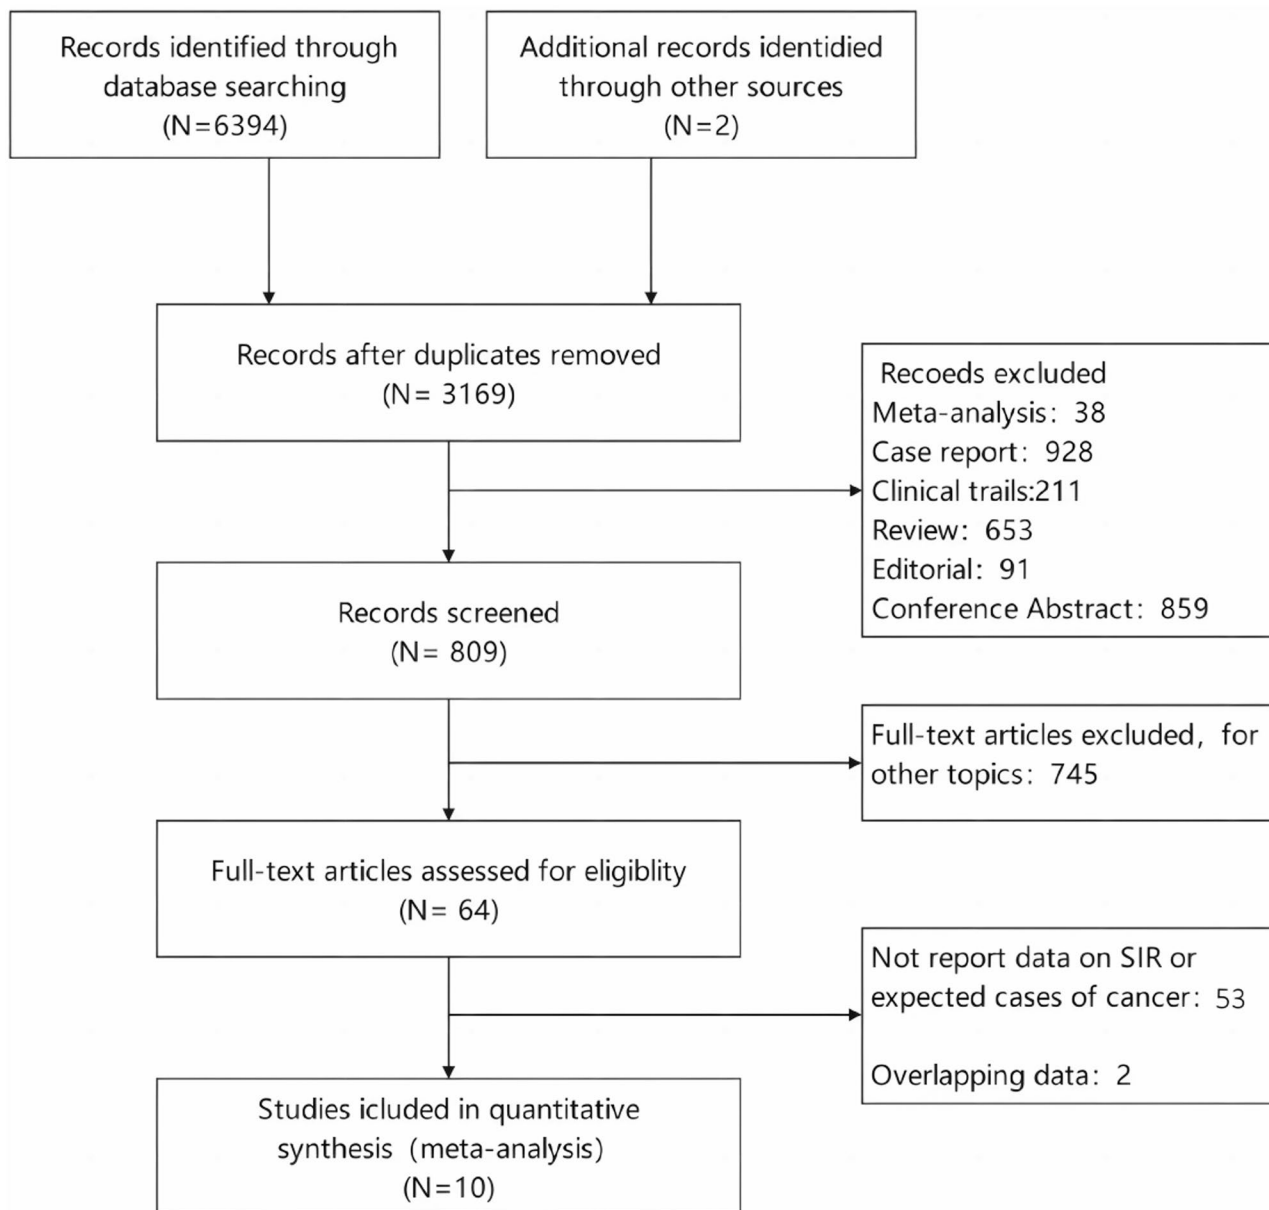 Records identified through
database searching
(N=6394)
Additional records identidied
through other sources
(N=2)
Records after duplicates removed
(N= 3169)
Recoeds excluded
Meta-analysis: 38
Case report: 928
Clinical trails:211
Review: 653
Editorial: 91
Conference Abstract: 859
Records screened
(N= 809)
Full-text articles excluded, for
other topics: 745
Full-text articles assessed for eligiblity
(N= 64)
Not report data on SIR or
expected cases of cancer: 53
Overlapping data: 2
Studies icluded in quantitative
synthesis (meta-analysis)
(N=10)